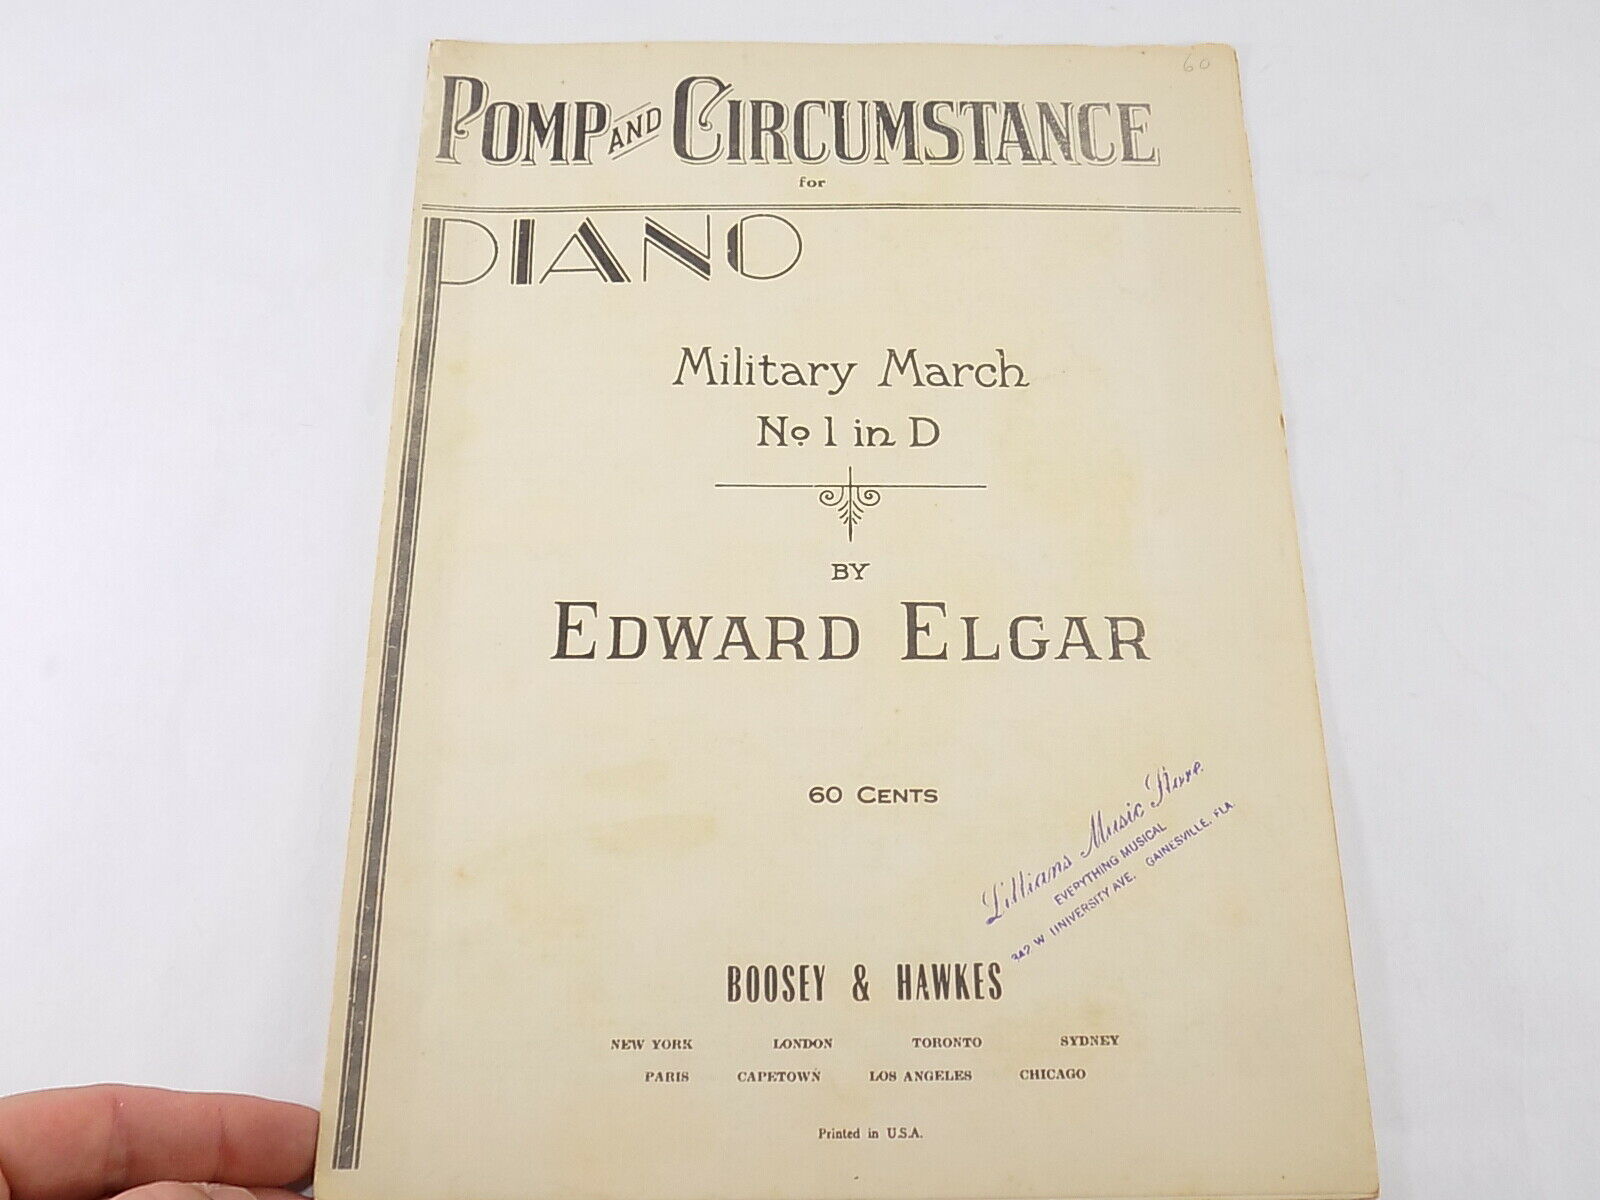 60
POMP AND CIRCUMSTANCE
for
PIANO
Military March
No. 1 in D
BY
EDWARD ELGAR
60 CENTS
Lillians Music Store
EVERYTHING MUSICAL
342 W. UNIVERSITY AVE. GAINESVILLE, FLA.
BOOSEY & HAWKES
NEW YORK LONDON TORONTO SYDNEY
PARIS CAPETOWN LOS ANGELES CHICAGO
Printed in U.S.A.